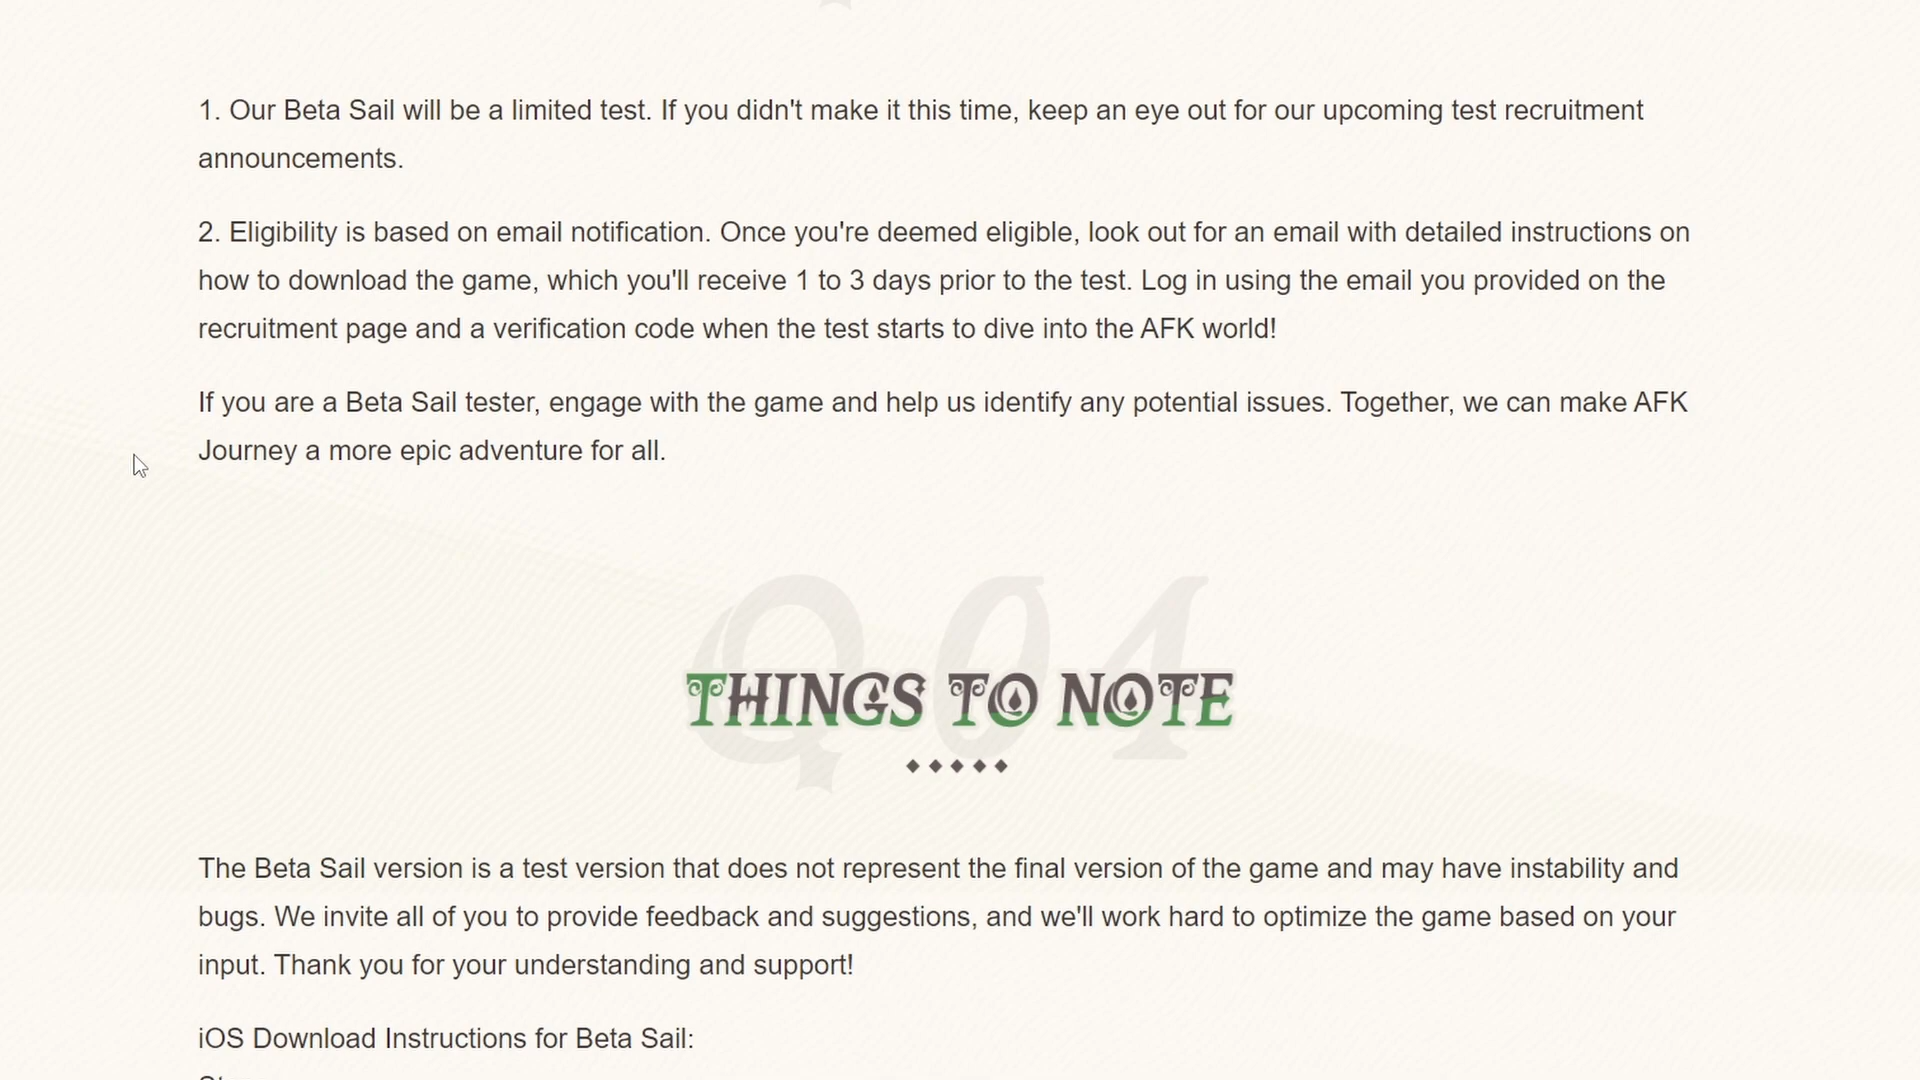 1. Our Beta Sail will be a limited test. If you didn't make it this time, keep an eye out for our upcoming test recruitment
announcements.
2. Eligibility is based on email notification. Once you're deemed eligible, look out for an email with detailed instructions on
how to download the game, which you'll receive 1 to 3 days prior to the test. Log in using the email you provided on the
recruitment page and a verification code when the test starts to dive into the AFK world!
If you are a Beta Sail tester, engage with the game and help us identify any potential issues. Together, we can make AFK
Journey a more epic adventure for all.
Q04
THINGS TO NOTE
The Beta Sail version is a test version that does not represent the final version of the game and may have instability and
bugs. We invite all of you to provide feedback and suggestions, and we'll work hard to optimize the game based on your
input. Thank you for your understanding and support!
iOS Download Instructions for Beta Sail: